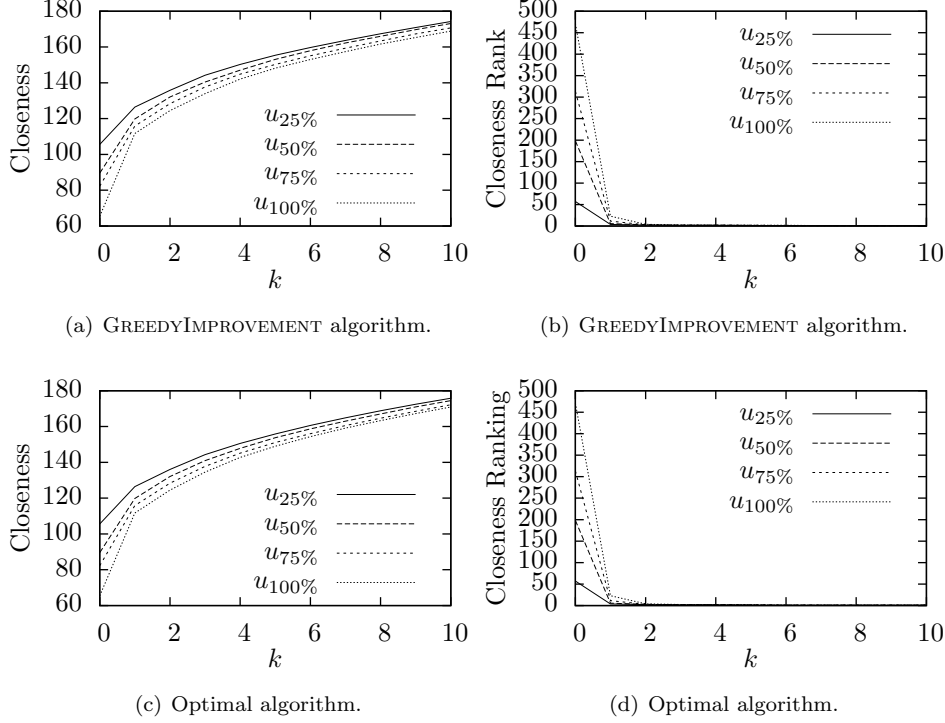 Closeness
180
160
140
120
100
80
60
0 2 4 6 8 10
k
u25%
u50%
u75%
u100%
(a) GREEDYIMPROVEMENT algorithm.
Closeness Rank
500
450
400
350
300
250
200
150
100
50
0
0 2 4 6 8 10
k
u25%
u50%
u75%
u100%
(b) GREEDYIMPROVEMENT algorithm.
Closeness
180
160
140
120
100
80
60
0 2 4 6 8 10
k
u25%
u50%
u75%
u100%
(c) Optimal algorithm.
Closeness Ranking
500
450
400
350
300
250
200
150
100
50
0
0 2 4 6 8 10
k
u25%
u50%
u75%
u100%
(d) Optimal algorithm.